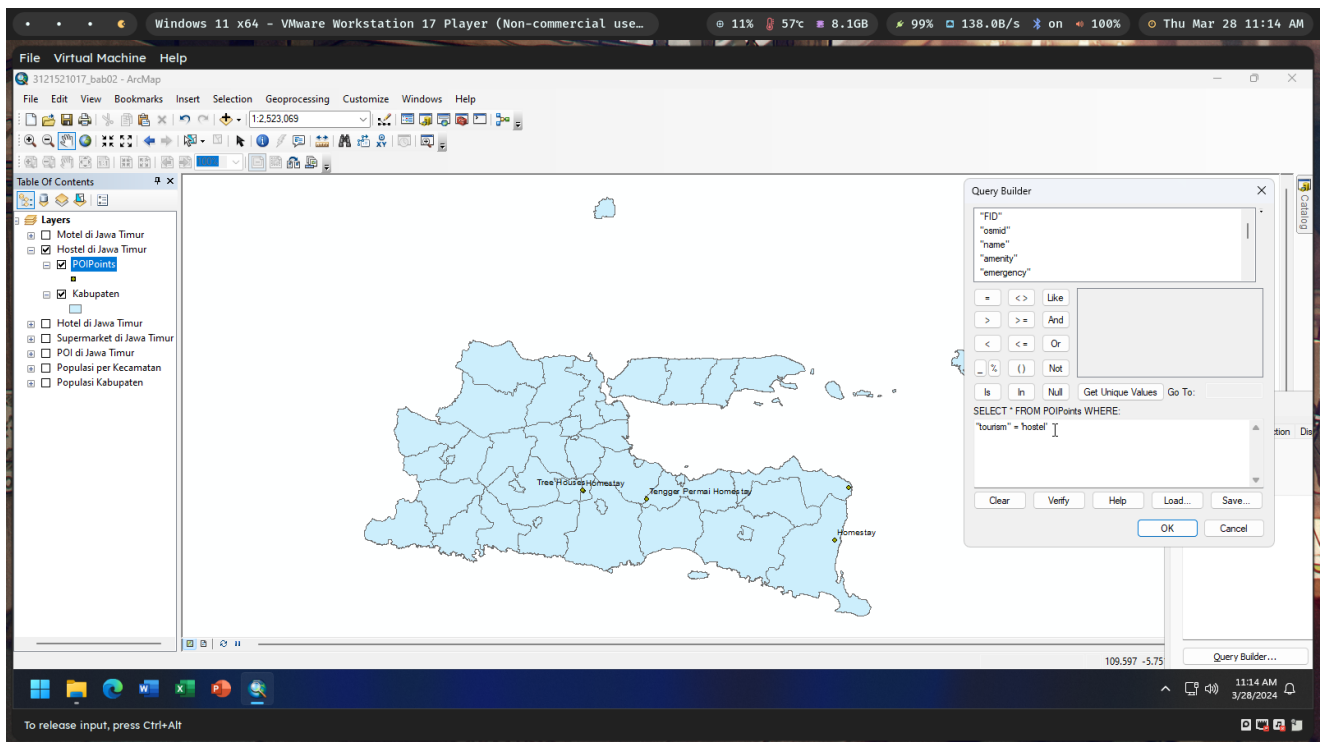 Windows 11 x64 - VMware Workstation 17 Player (Non-commercial use…
11% 57℃ 8.1GB
99% 138.0B/s on 100%
Thu Mar 28 11:14 AM
File Virtual Machine Help
3121521017_bab02 - ArcMap
File Edit View Bookmarks Insert Selection Geoprocessing Customize Windows Help
1:2,523,069
Table Of Contents
Layers
Motel di Jawa Timur
Hostel di Jawa Timur
POIPoints
Kabupaten
Hotel di Jawa Timur
Supermarket di Jawa Timur
POI di Jawa Timur
Populasi per Kecamatan
Populasi Kabupaten
Tree Houses Homestay
Tengger Permai Homestay
Homestay
Query Builder
"FID"
"osmid"
"name"
"amenity"
"emergency"
= <> Like
> >= And
< <= Or
_ % () Not
Is In Null Get Unique Values Go To:
SELECT * FROM POIPoints WHERE:
"tourism" = 'hostel'
Clear Verify Help Load... Save...
OK Cancel
Catalog
tion Dis
Query Builder...
109.597 -5.75
11:14 AM
3/28/2024
To release input, press Ctrl+Alt